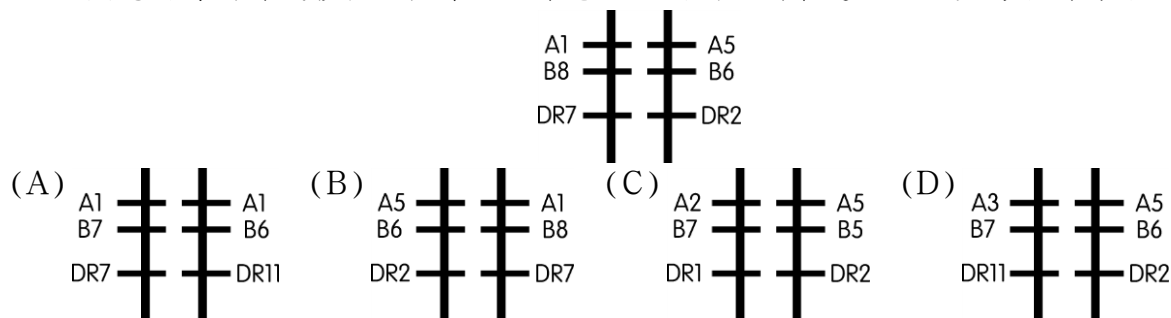 A1 A5
B8 B6
DR7 DR2
(A) (B) (C) (D)
A1 A1 A5 A1 A2 A5 A3 A5
B7 B6 B6 B8 B7 B5 B7 B6
DR7 DR11 DR2 DR7 DR1 DR2 DR11 DR2